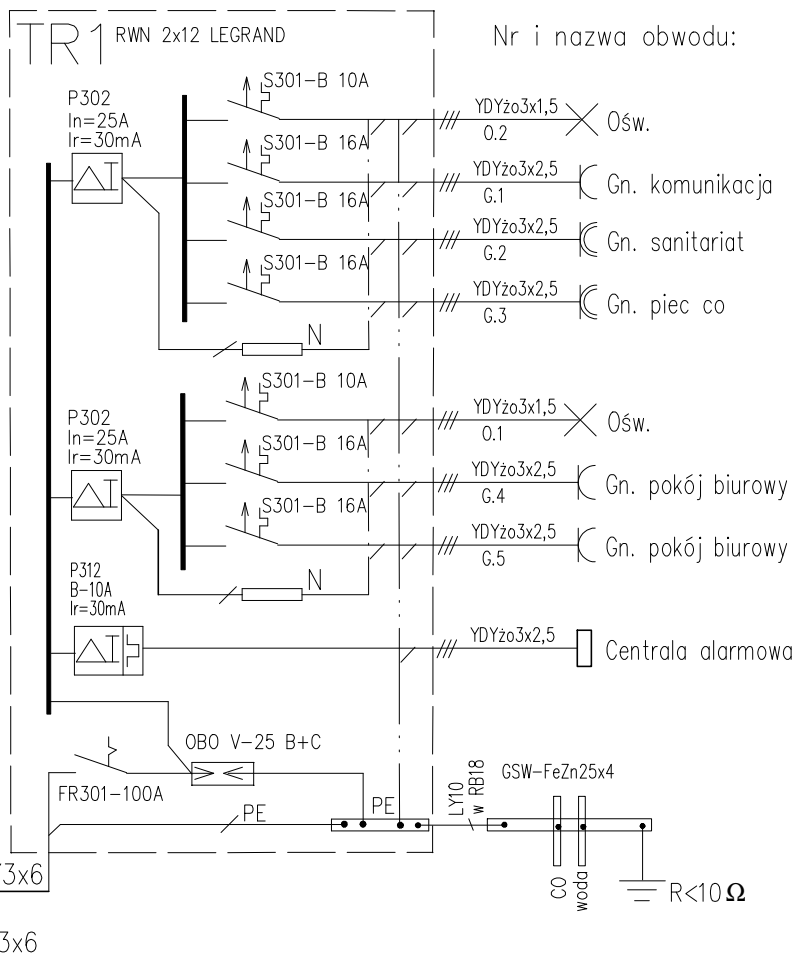 TR1 RWN 2x12 LEGRAND
Nr i nazwa obwodu:
P302
In=25A
Ir=30mA
S301-B 10A
YDYżo3x1,5
O.2
Ośw.
S301-B 16A
YDYżo3x2,5
G.1
Gn. komunikacja
S301-B 16A
YDYżo3x2,5
G.2
Gn. sanitariat
S301-B 16A
YDYżo3x2,5
G.3
Gn. piec co
N
P302
In=25A
Ir=30mA
S301-B 10A
YDYżo3x1,5
O.1
Ośw.
S301-B 16A
YDYżo3x2,5
G.4
Gn. pokój biurowy
S301-B 16A
YDYżo3x2,5
G.5
Gn. pokój biurowy
N
P312
B-10A
Ir=30mA
YDYżo3x2,5
Centrala alarmowa
OBO V-25 B+C
FR301-100A
PE
PE
LY10
w RB18
GSW-FeZn25x4
CO
woda
R<10Ω
3x6
3x6